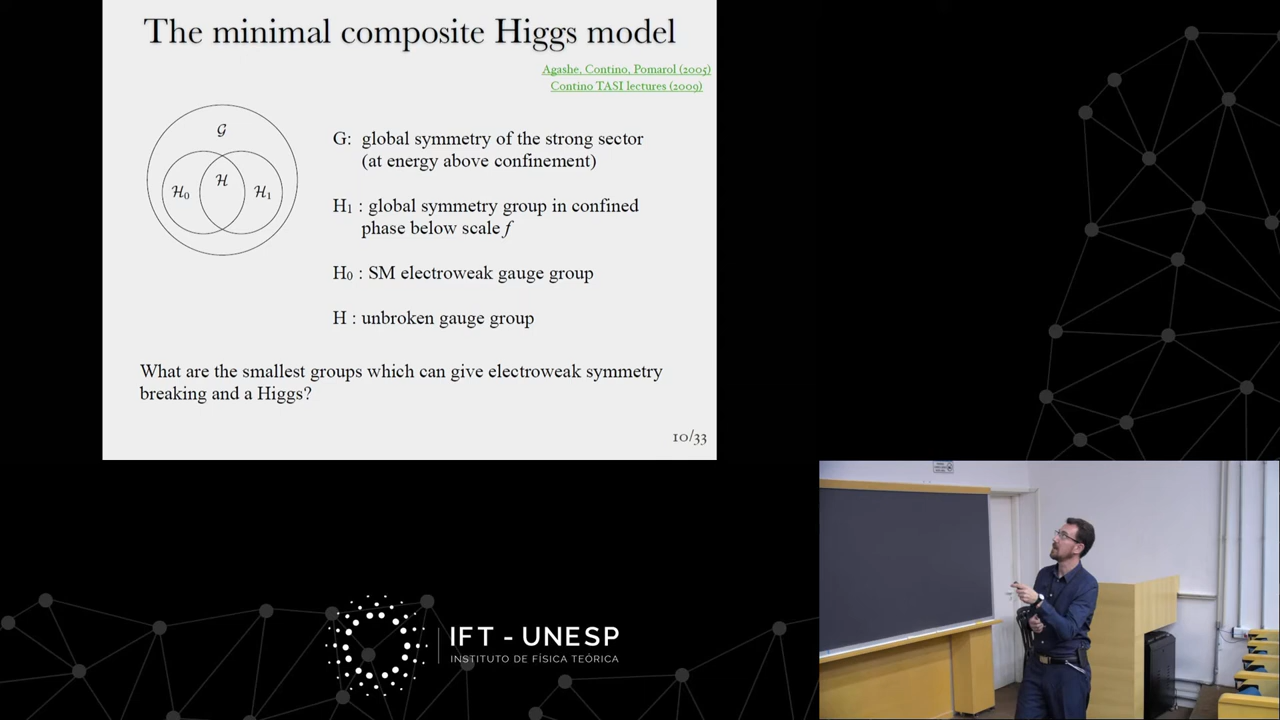 The minimal composite Higgs model
Agashe, Contino, Pomarol (2005)
Contino TASI lectures (2009)
𝒢
ℋ₀
ℋ
ℋ₁
G: global symmetry of the strong sector
(at energy above confinement)
H₁ : global symmetry group in confined
phase below scale f
H₀ : SM electroweak gauge group
H : unbroken gauge group
What are the smallest groups which can give electroweak symmetry
breaking and a Higgs?
10/33
IFT - UNESP
INSTITUTO DE FÍSICA TEÓRICA